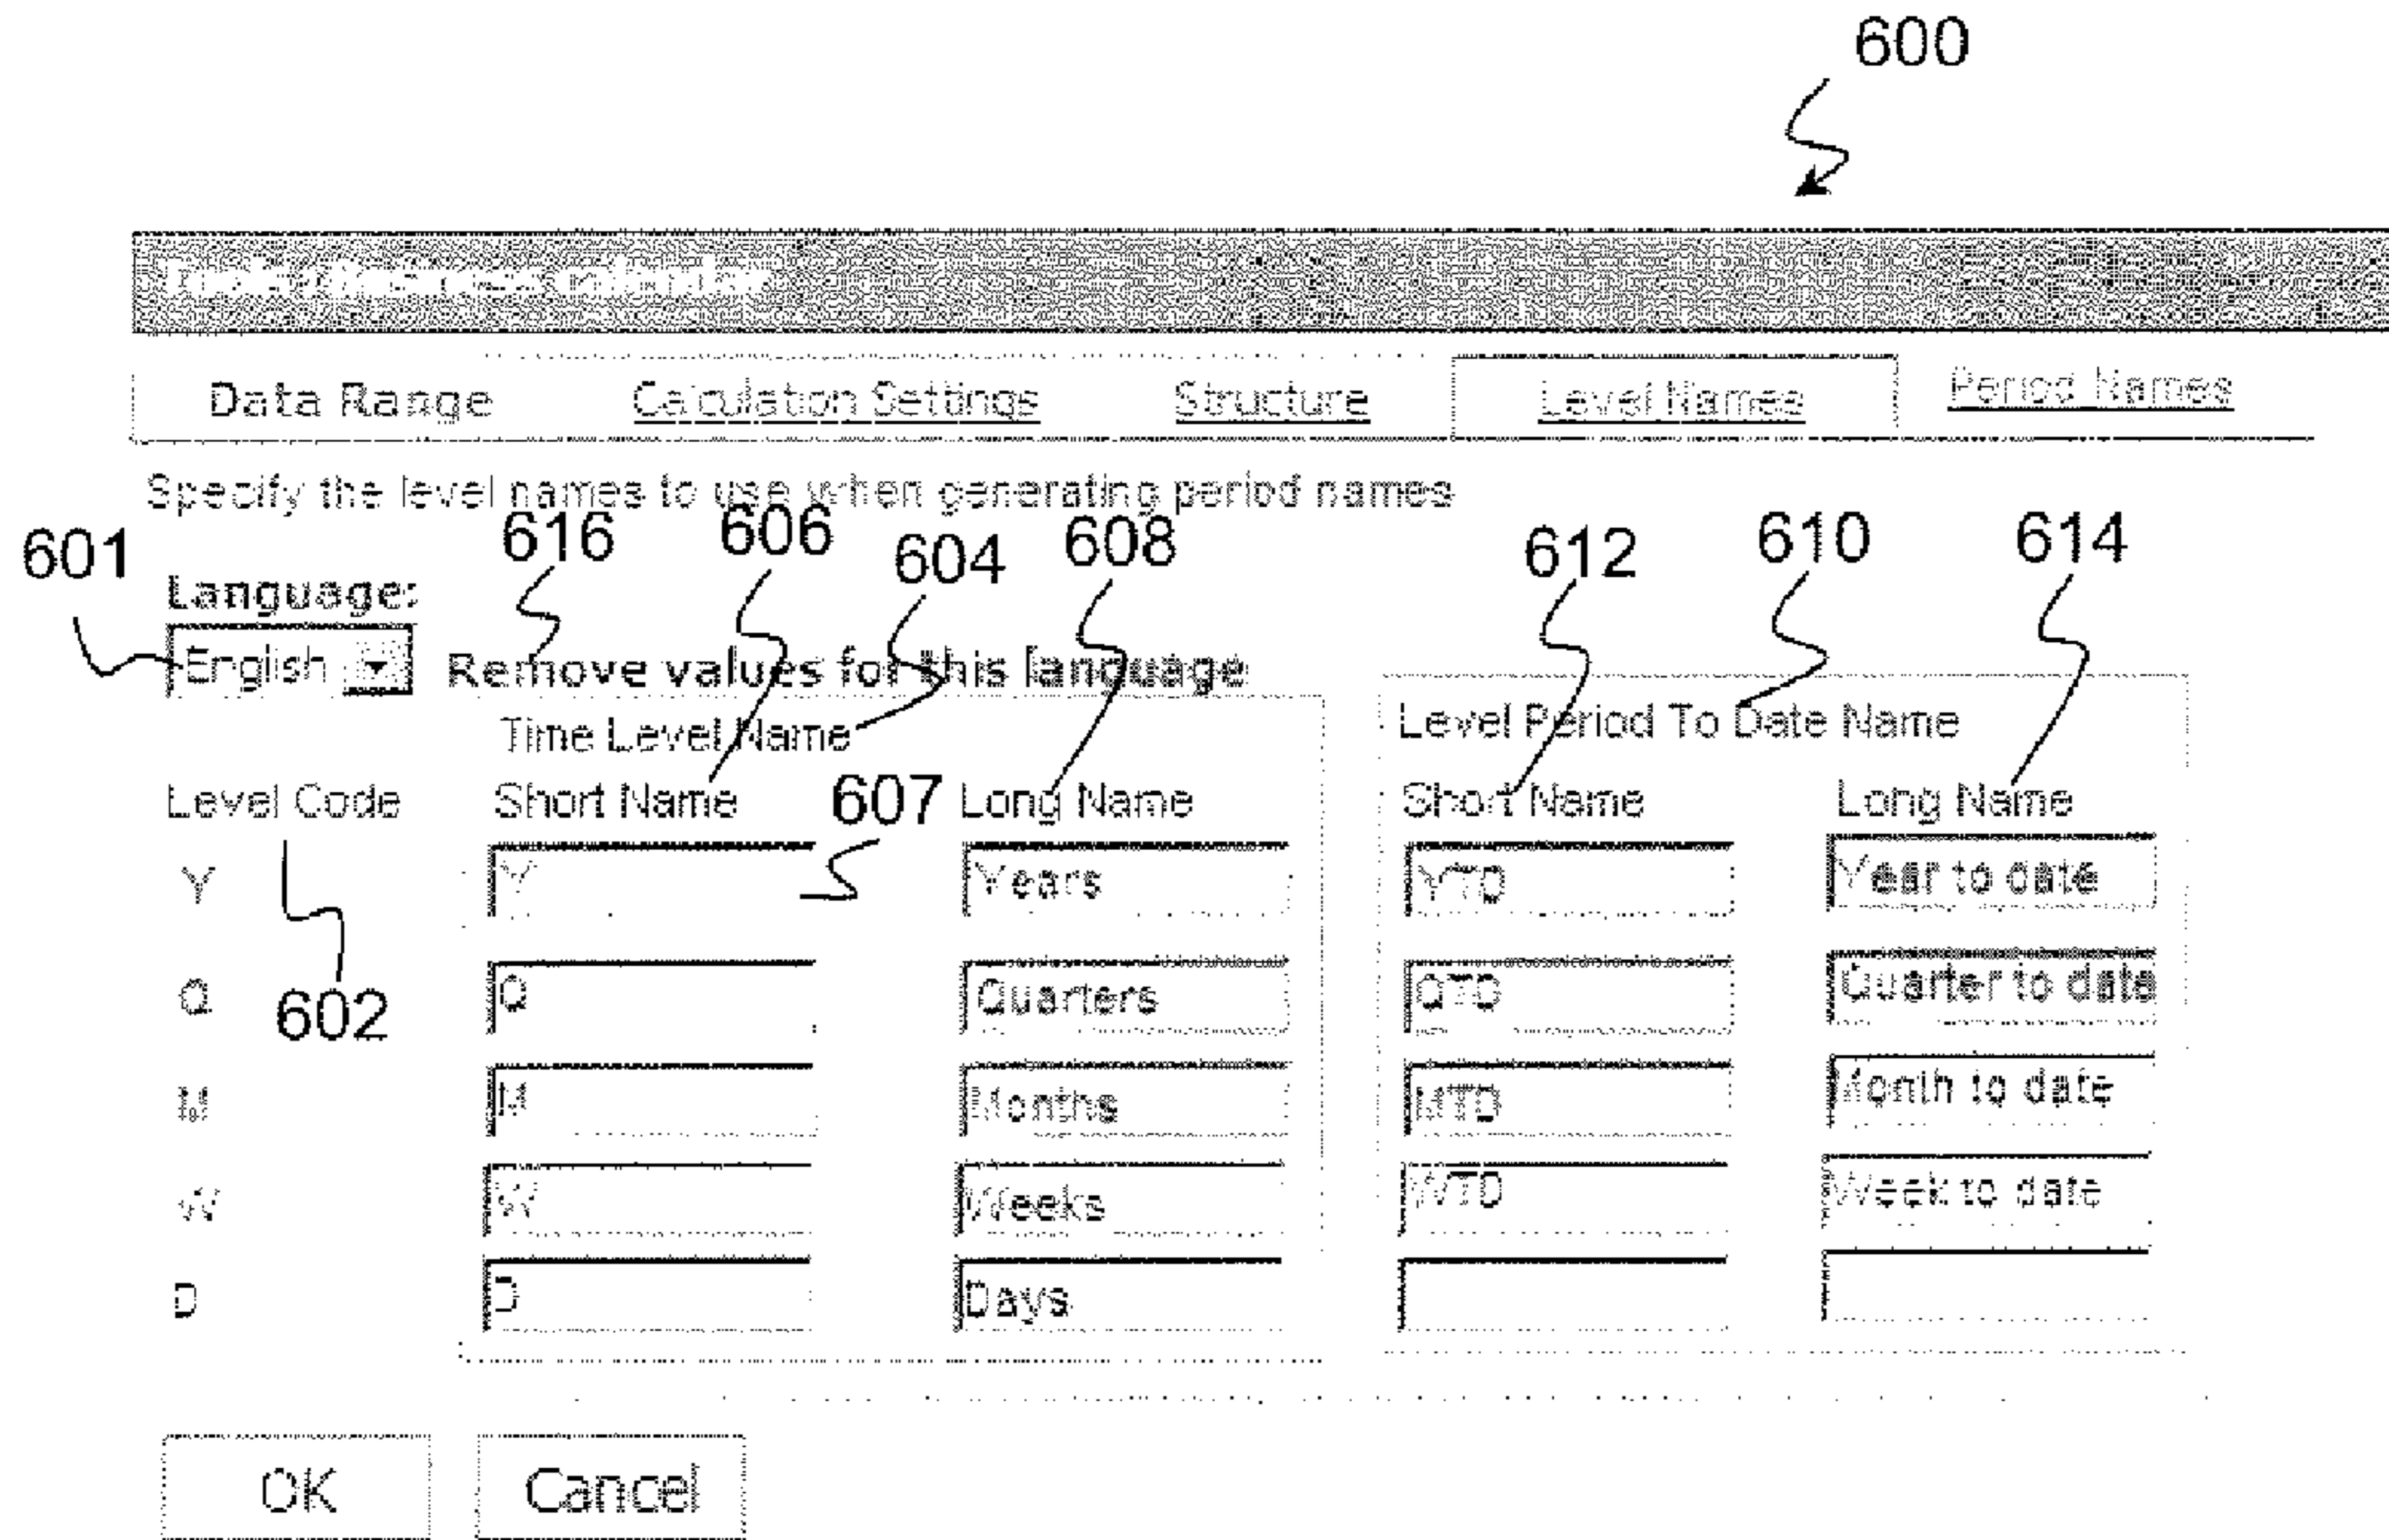 600
Data Range Calculation Settings Structure Level Names Period Names
Specify the level names to use when generating period names
601 616 606 604 608 612 610 614
Language:
English Remove values for this language
Time Level Name Level Period To Date Name
Level Code Short Name 607 Long Name Short Name Long Name
Y Y Years YTD Year to date
602
Q Q Quarters QTD Quarter to date
M M Months MTD Month to date
W W Weeks WTD Week to date
D D Days
OK Cancel